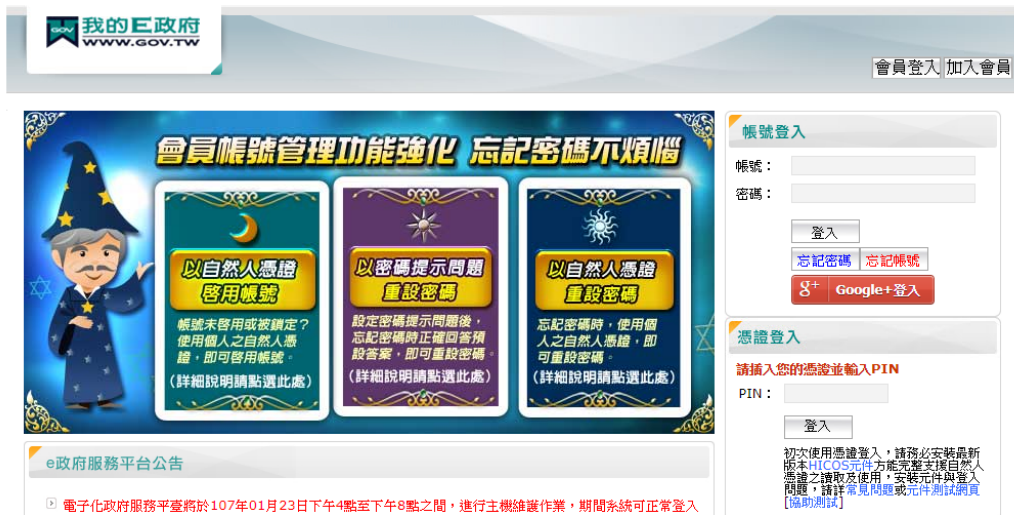 GOV 我的E政府
WWW.GOV.TW
會員登入 加入會員
會員帳號管理功能強化 忘記密碼不煩惱
以自然人憑證
啓用帳號
帳號未啓用或被鎖定？
使用個人之自然人憑
證，即可啓用帳號。
(詳細說明請點選此處)
以密碼提示問題
重設密碼
設定密碼提示問題後，
忘記密碼時正確回答預
設答案，即可重設密碼。
(詳細說明請點選此處)
以自然人憑證
重設密碼
忘記密碼時，使用個
人之自然人憑證，即
可重設密碼。
(詳細說明請點選此處)
帳號登入
帳號：
密碼：
登入
忘記密碼 忘記帳號
g+ Google+登入
憑證登入
請插入您的憑證並輸入PIN
PIN：
登入
初次使用憑證登入，請務必安裝最新
版本HICOS元件方能完整支援自然人
憑證之讀取及使用，安裝元件與登入
問題，請詳常見問題或元件測試網頁
[協助測試]
e政府服務平台公告
電子化政府服務平臺將於107年01月23日下午4點至下午8點之間，進行主機維護作業，期間系統可正常登入